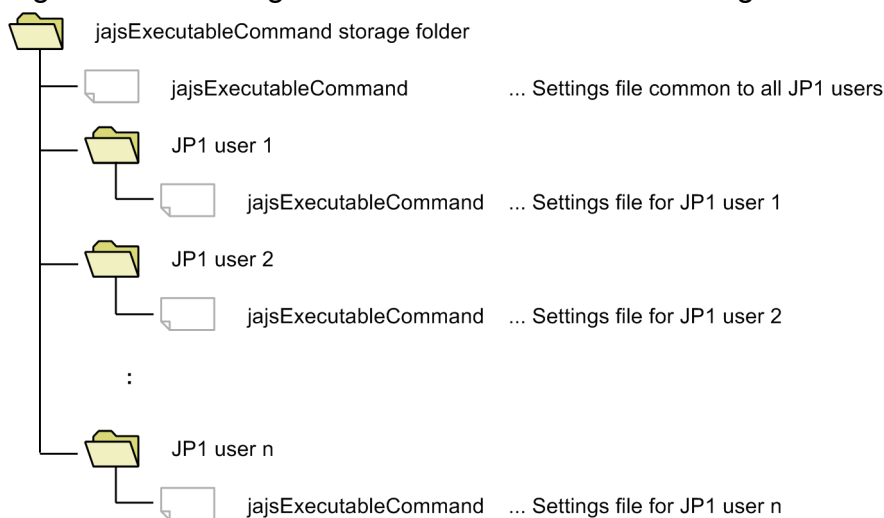 jajsExecutableCommand storage folder
jajsExecutableCommand ... Settings file common to all JP1 users
JP1 user 1
jajsExecutableCommand ... Settings file for JP1 user 1
JP1 user 2
jajsExecutableCommand ... Settings file for JP1 user 2
:
JP1 user n
jajsExecutableCommand ... Settings file for JP1 user n